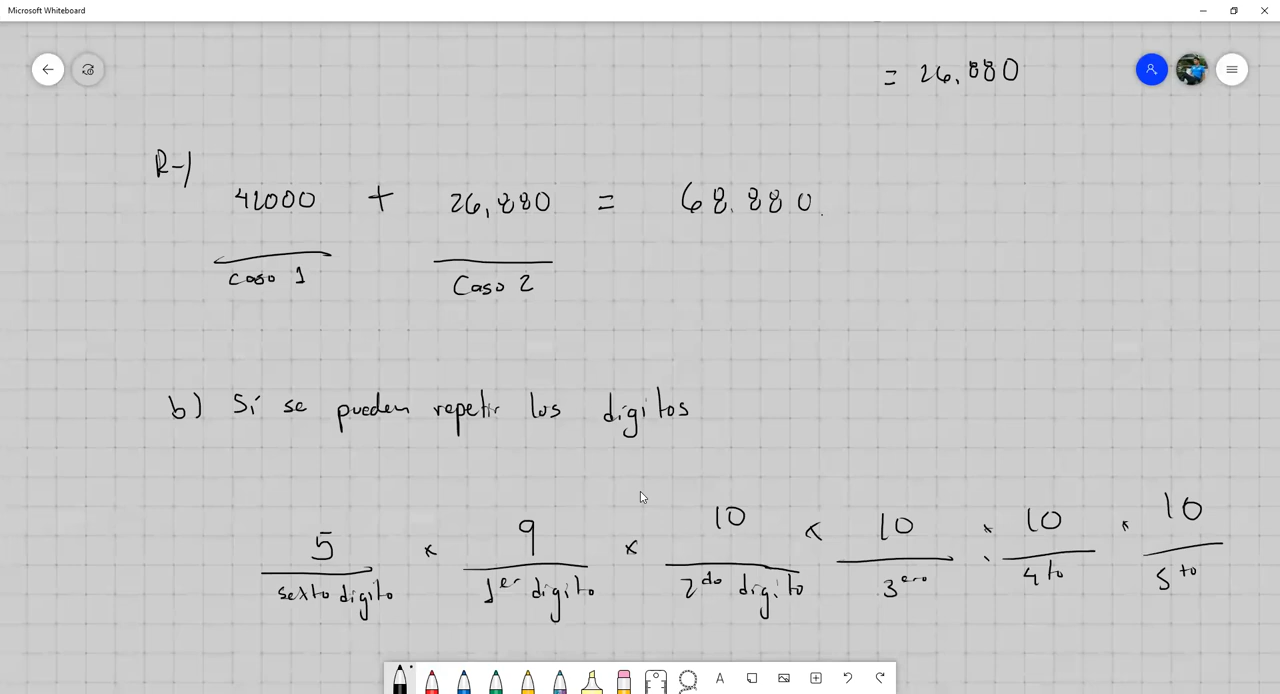 Microsoft Whiteboard
= 26,880
R-/
42000 + 26,880 = 68.880.
Caso 1 Caso 2
b) Sí se pueden repetir los dígitos
5 × 9 × 10 × 10 × 10 × 10
sexto dígito 1er dígito 2do dígito 3ero 4to 5to
A